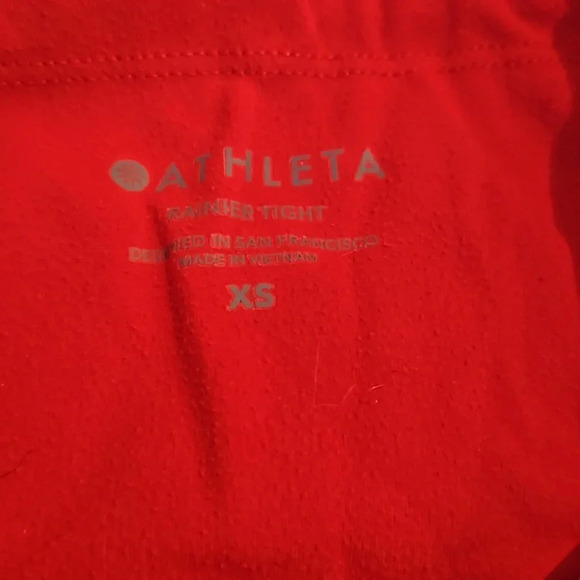 ATHLETA
RAINIER TIGHT
DESIGNED IN SAN FRANCISCO
MADE IN VIETNAM
XS